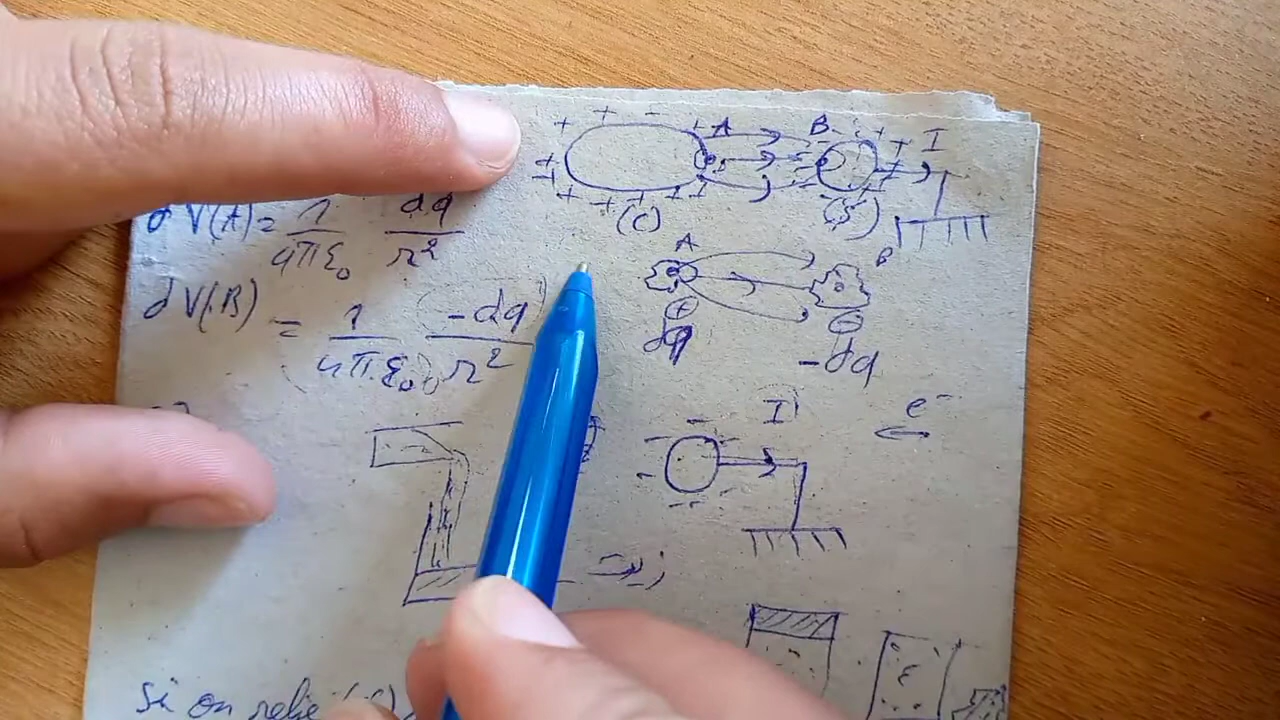 A B I
(C) (S)
dV(A) = 1/4πε₀ dq/r²
A B
dV(B) = 1/4πε₀ -dq/r²
⊕ ⊖
dq -dq
I e⁻
ε
Si on relie